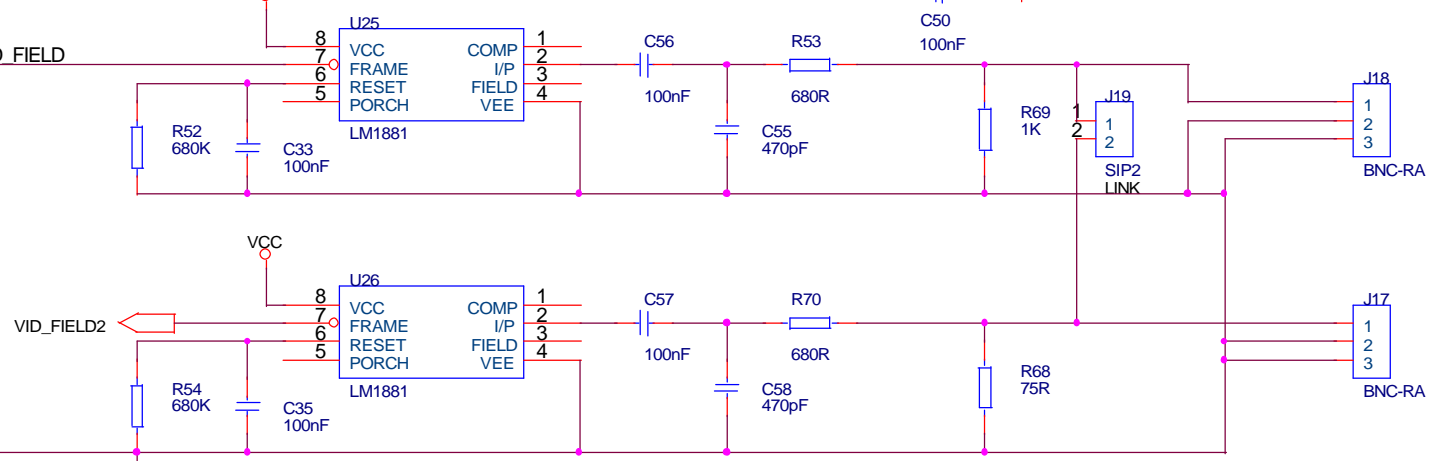 C50
100nF
D_FIELD
U25
8
7
6
5
VCC
FRAME
RESET
PORCH
COMP
I/P
FIELD
VEE
1
2
3
4
LM1881
R52
680K
C33
100nF
C56
100nF
R53
680R
C55
470pF
R69
1K
J19
1
2
1
2
SIP2
LINK
J18
1
2
3
BNC-RA
VCC
VID_FIELD2
U26
8
7
6
5
VCC
FRAME
RESET
PORCH
COMP
I/P
FIELD
VEE
1
2
3
4
LM1881
R54
680K
C35
100nF
C57
100nF
R70
680R
C58
470pF
R68
75R
J17
1
2
3
BNC-RA